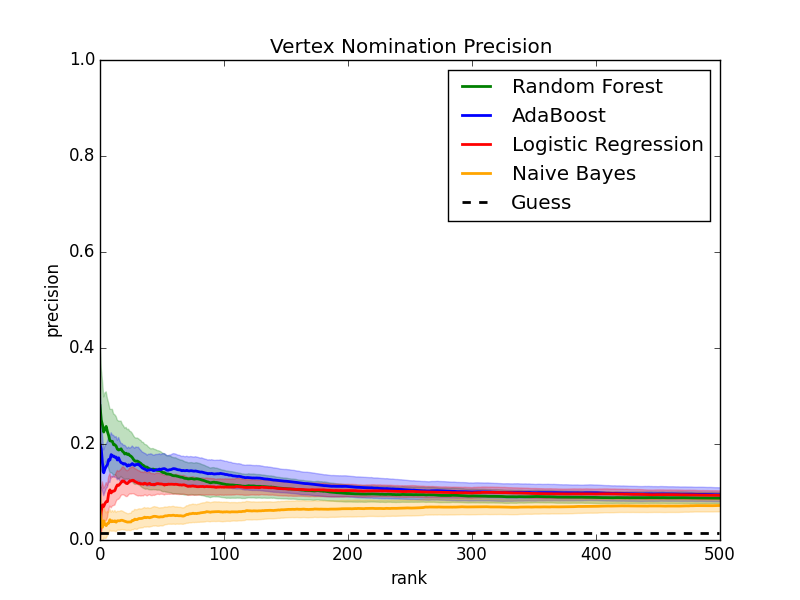 Vertex Nomination Precision
1.0
0.8
0.6
0.4
0.2
0.0
precision
Random Forest
AdaBoost
Logistic Regression
Naive Bayes
Guess
0
100
200
300
400
500
rank